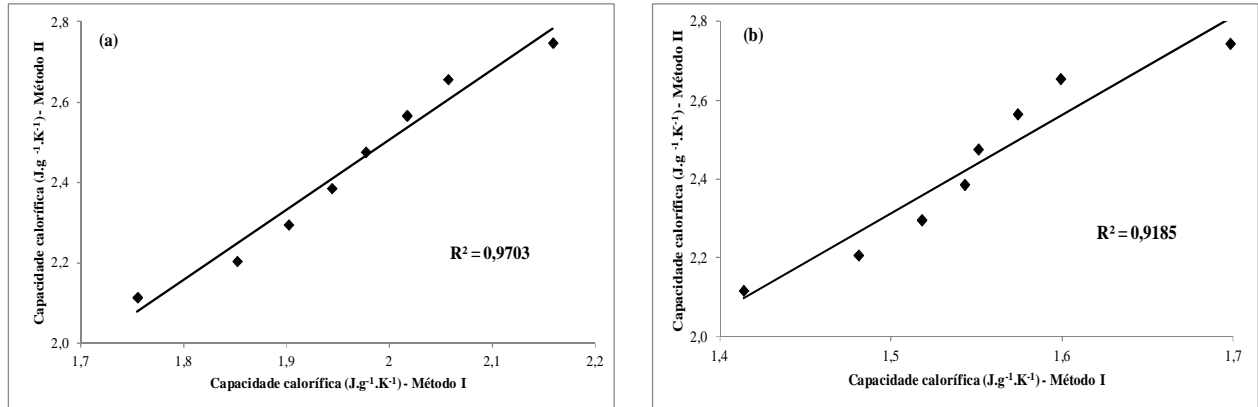 (a)
Capacidade calorífica (J.g⁻¹.K⁻¹) - Método II
2,8
2,6
2,4
2,2
2,0
R² = 0,9703
1,7
1,8
1,9
2
2,1
2,2
Capacidade calorífica (J.g⁻¹.K⁻¹) - Método I
(b)
Capacidade calorífica (J.g⁻¹.K⁻¹) - Método II
2,8
2,6
2,4
2,2
2,0
R² = 0,9185
1,4
1,5
1,6
1,7
Capacidade calorífica (J.g⁻¹.K⁻¹) - Método I